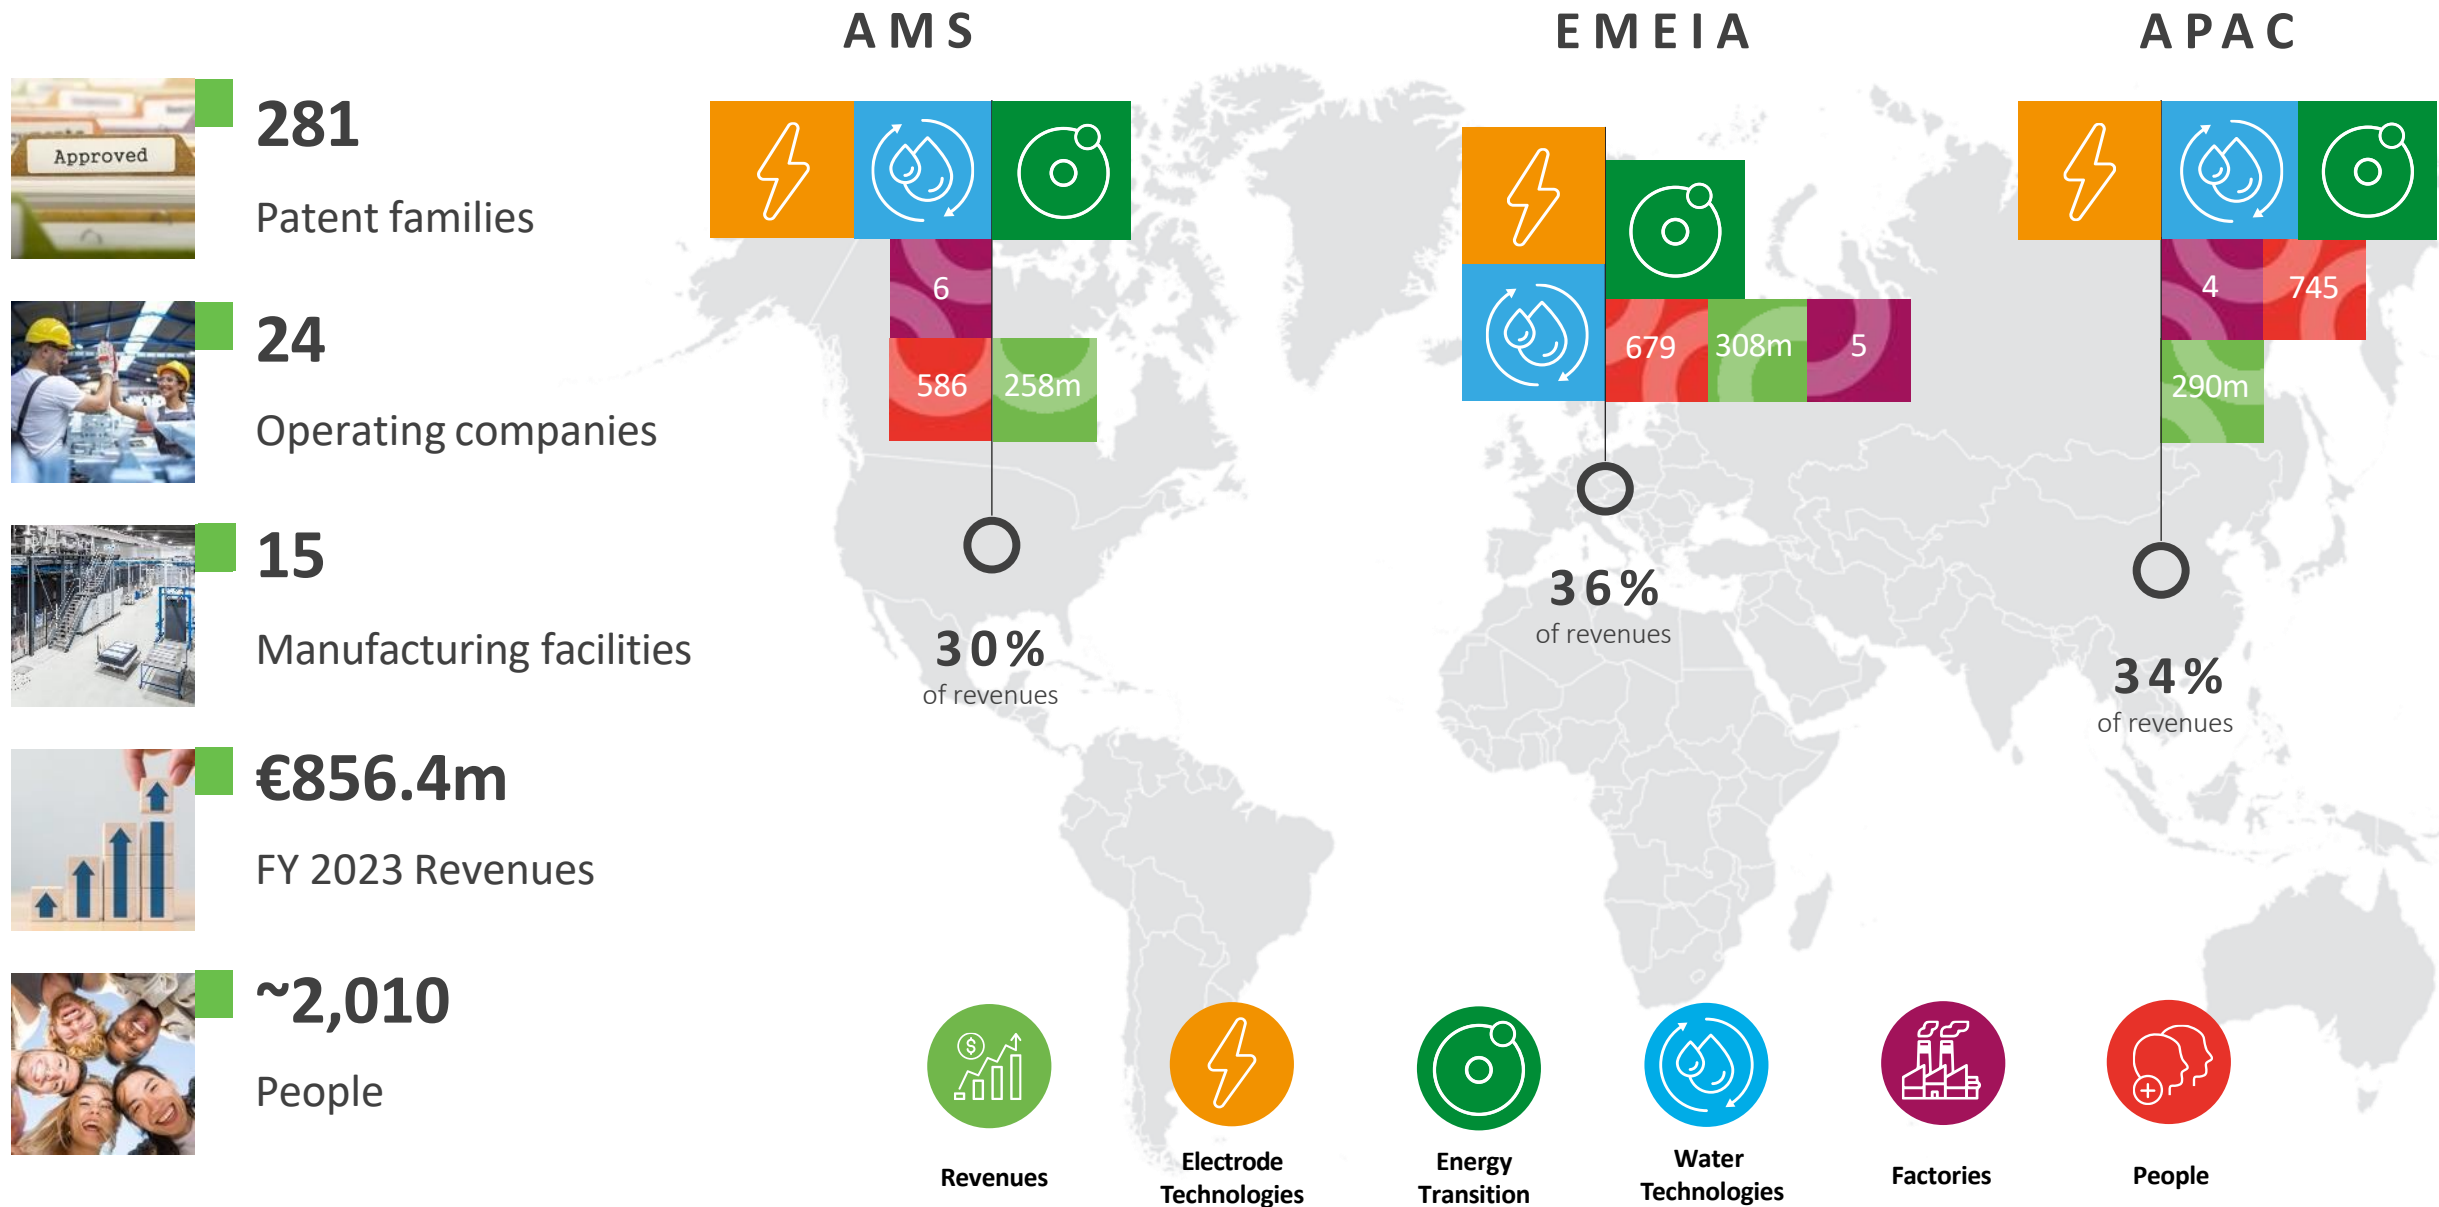 AMS
EMEIA
APAC
Approved
281
Patent families
24
Operating companies
15
Manufacturing facilities
€856.4m
FY 2023 Revenues
~2,010
People
6
586
258m
30%
of revenues
679
308m
5
36%
of revenues
4
745
290m
34%
of revenues
$
Revenues
Electrode
Technologies
Energy
Transition
Water
Technologies
Factories
People